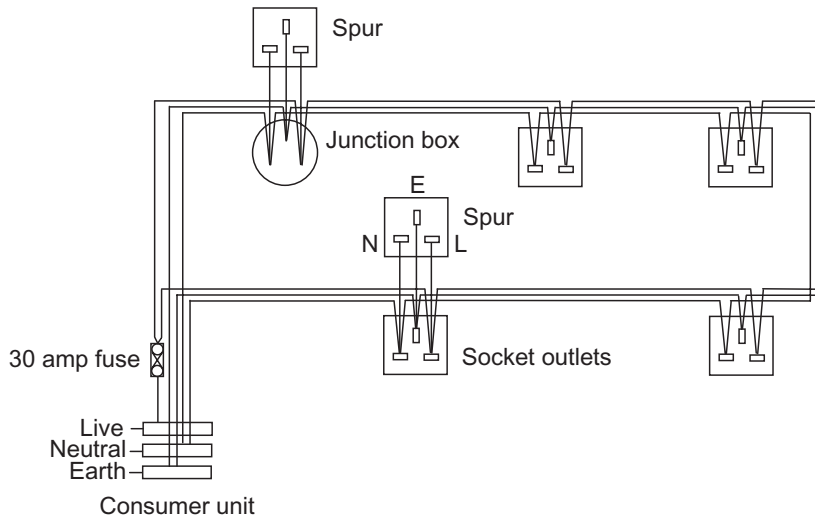 Spur
Junction box
E
Spur
N
L
30 amp fuse
Socket outlets
Live
Neutral
Earth
Consumer unit